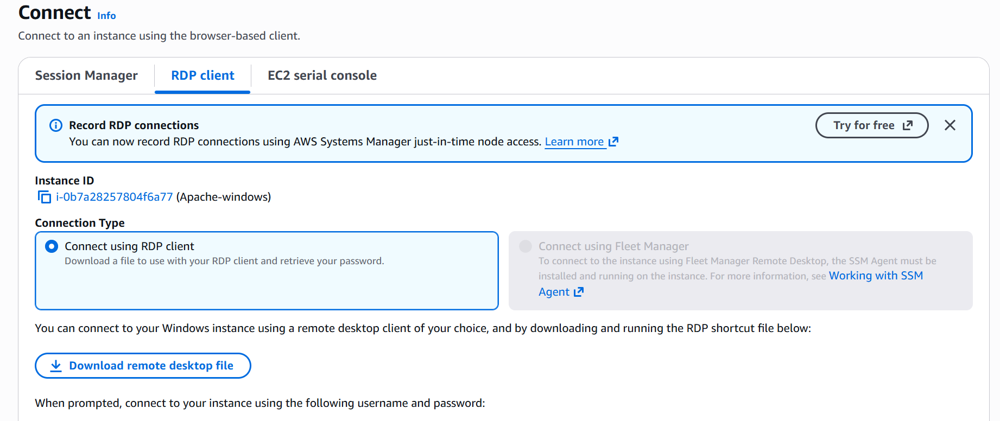 Connect Info
Connect to an instance using the browser-based client.
Session Manager
RDP client
EC2 serial console
Record RDP connections
You can now record RDP connections using AWS Systems Manager just-in-time node access. Learn more
Try for free
Instance ID
i-0b7a28257804f6a77 (Apache-windows)
Connection Type
Connect using RDP client
Download a file to use with your RDP client and retrieve your password.
Connect using Fleet Manager
To connect to the instance using Fleet Manager Remote Desktop, the SSM Agent must be
installed and running on the instance. For more information, see Working with SSM
Agent
You can connect to your Windows instance using a remote desktop client of your choice, and by downloading and running the RDP shortcut file below:
Download remote desktop file
When prompted, connect to your instance using the following username and password: